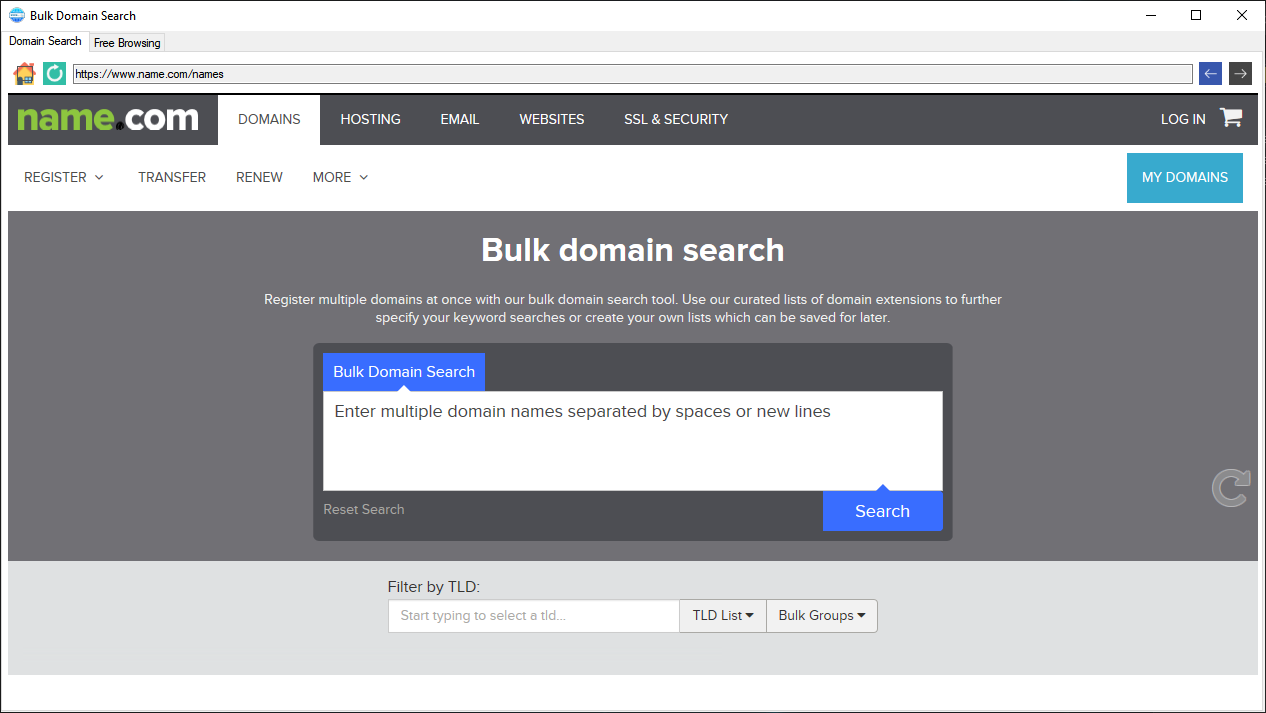 Bulk Domain Search
Domain Search Free Browsing
https://www.name.com/names
name.com DOMAINS HOSTING EMAIL WEBSITES SSL & SECURITY LOG IN
REGISTER TRANSFER RENEW MORE MY DOMAINS
Bulk domain search
Register multiple domains at once with our bulk domain search tool. Use our curated lists of domain extensions to further
specify your keyword searches or create your own lists which can be saved for later.
Bulk Domain Search
Enter multiple domain names separated by spaces or new lines
Reset Search Search
Filter by TLD:
Start typing to select a tld... TLD List Bulk Groups